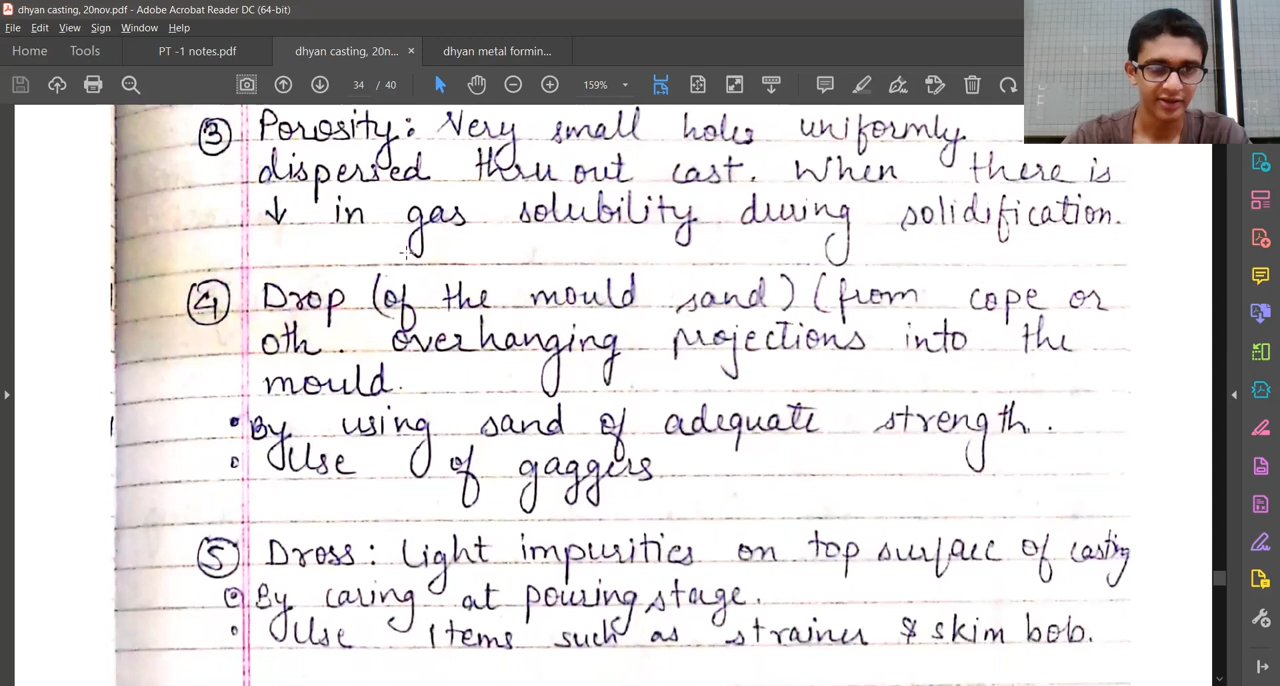 dhyan casting, 20nov.pdf - Adobe Acrobat Reader DC (64-bit)
File Edit View Sign Window Help
Home Tools PT -1 notes.pdf dhyan casting, 20n... × dhyan metal formin...
34 / 40 159%
③ Porosity: Very small holes uniformly
dispersed thru out cast. When there is
↓ in gas solubility during solidification.
④ Drop (of the mould sand) (from cope or
oth. overhanging projections into the
mould.
• By using sand of adequate strength.
• Use of gaggers
⑤ Dross: Light impurities on top surface of casting
• By caring at pouring stage.
• Use Items such as strainer & skim bob.